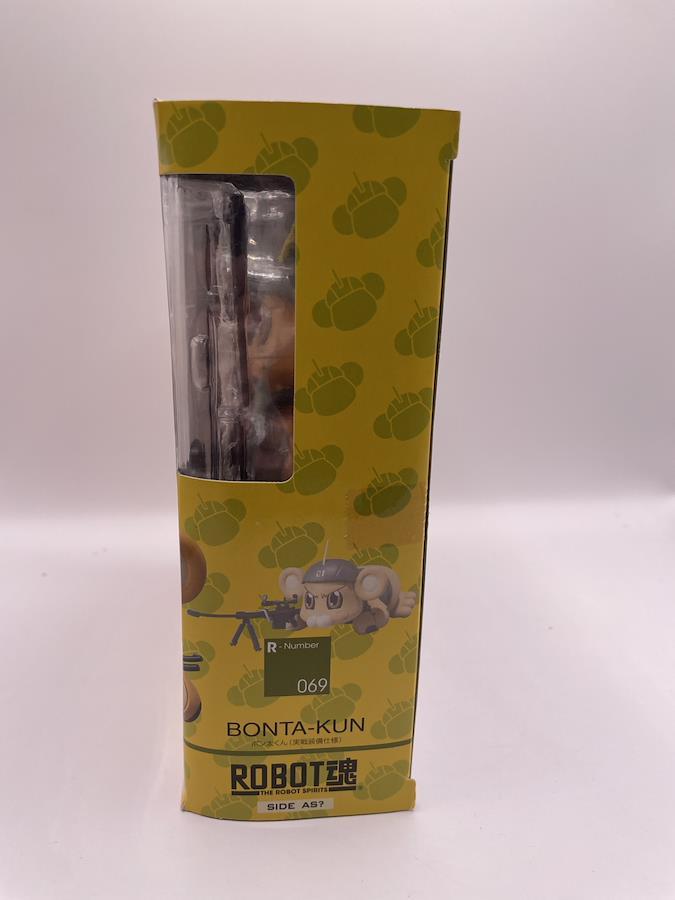 01
R-Number
069
BONTA-KUN
ボン太くん(実戦装備仕様)
ROBOT魂
THE ROBOT SPIRITS
SIDE AS?